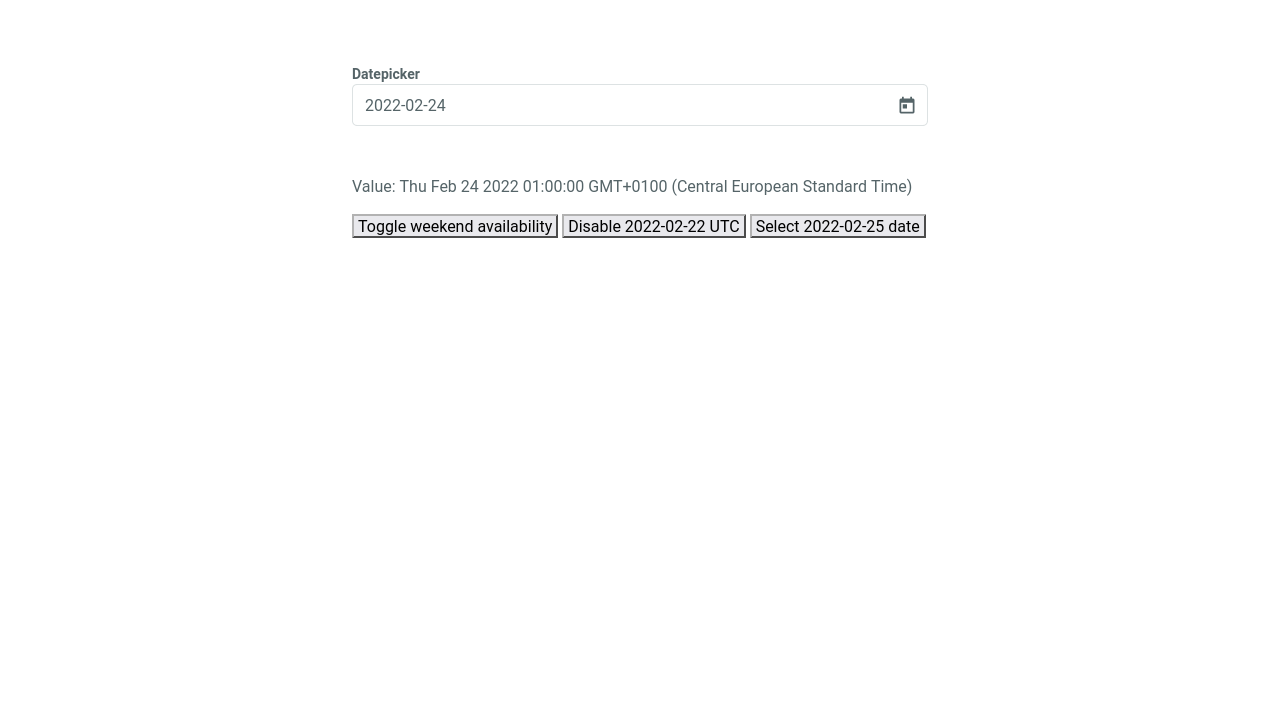 Datepicker
2022-02-24
Value: Thu Feb 24 2022 01:00:00 GMT+0100 (Central European Standard Time)
Toggle weekend availability Disable 2022-02-22 UTC Select 2022-02-25 date